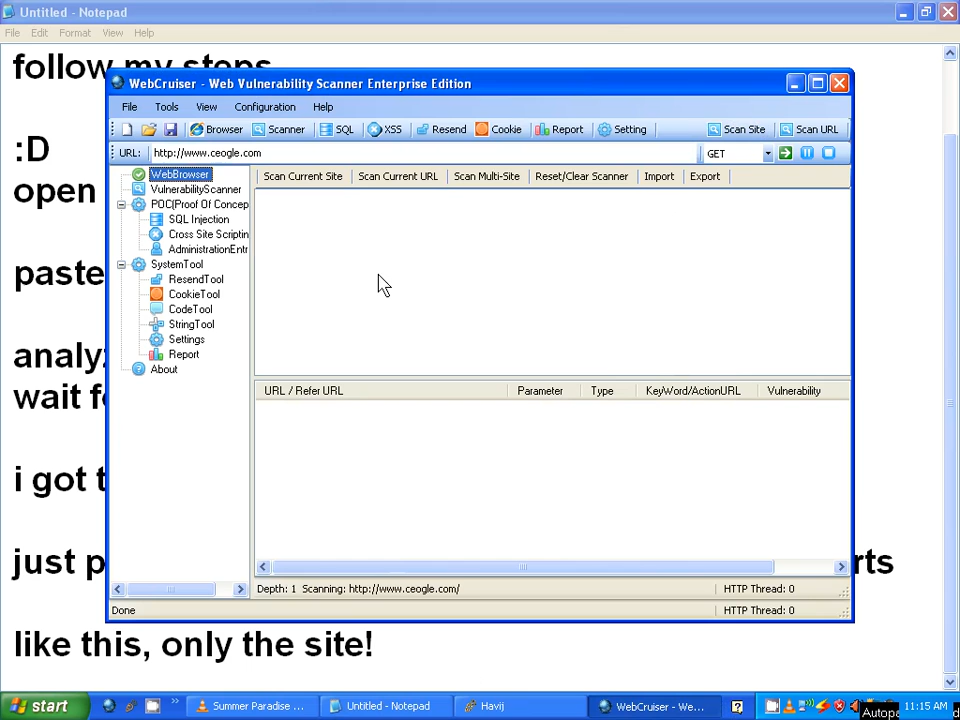 Untitled - Notepad
File Edit Format View Help
follow my steps
WebCruiser - Web Vulnerability Scanner Enterprise Edition
File Tools View Configuration Help
:D
Browser Scanner SQL XSS Resend Cookie Report Setting Scan Site Scan URL
URL: http://www.ceogle.com GET
WebBrowser
Scan Current Site Scan Current URL Scan Multi-Site Reset/Clear Scanner Import Export
VulnerabilityScanner
open
POC(Proof Of Concep
SQL Injection
Cross Site Scriptin
AdministrationEntr
SystemTool
paste
ResendTool
CookieTool
CodeTool
StringTool
Settings
analyz
Report
About
wait fo
URL / Refer URL Parameter Type KeyWord/ActionURL Vulnerability
i got t
just p
rts
Depth: 1 Scanning: http://www.ceogle.com/ HTTP Thread: 0
Done HTTP Thread: 0
like this, only the site!
start Summer Paradise ... Untitled - Notepad Havij WebCruiser - We... 11:15 AM
Autop